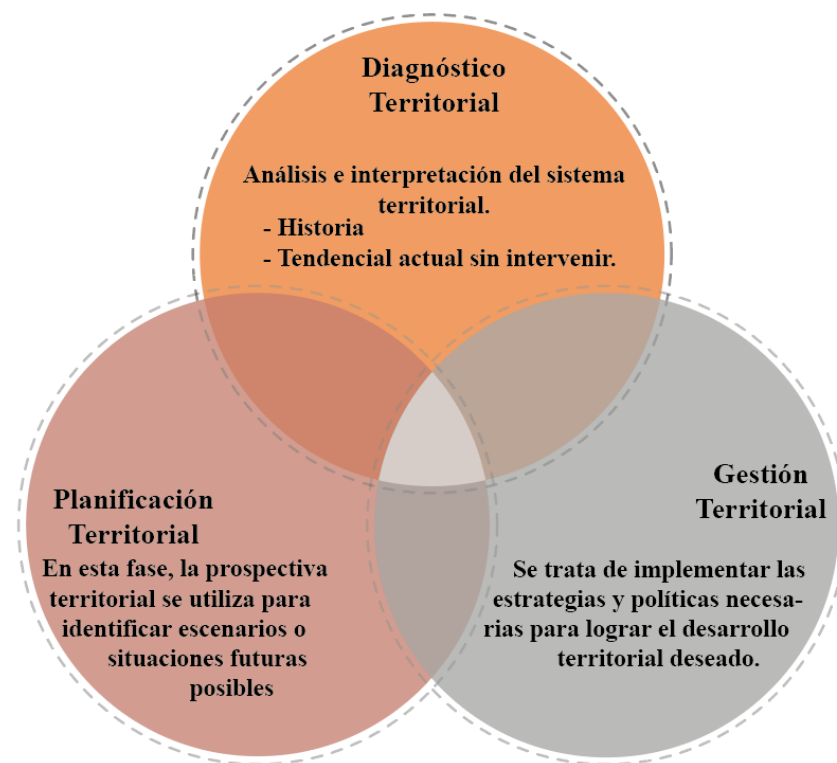 Diagnóstico
Territorial
Análisis e interpretación del sistema
territorial.
- Historia
- Tendencial actual sin intervenir.
Planificación
Territorial
En esta fase, la prospectiva
territorial se utiliza para
identificar escenarios o
situaciones futuras
posibles
Gestión
Territorial
Se trata de implementar las
estrategias y políticas necesa-
rias para lograr el desarrollo
territorial deseado.